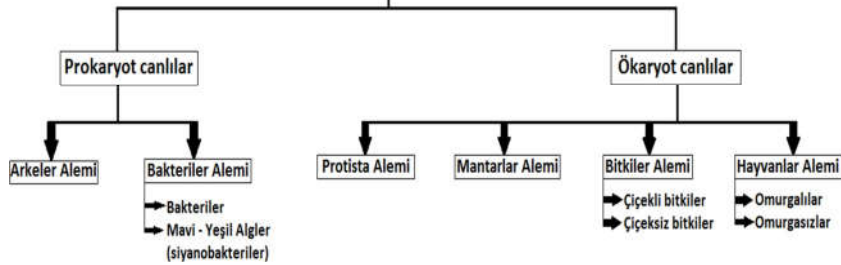 Prokaryot canlılar
Ökaryot canlılar
Arkeler Alemi
Bakteriler Alemi
Protista Alemi
Mantarlar Alemi
Bitkiler Alemi
Hayvanlar Alemi
Bakteriler
Mavi - Yeşil Algler
(siyanobakteriler)
Çiçekli bitkiler
Çiçeksiz bitkiler
Omurgalılar
Omurgasızlar